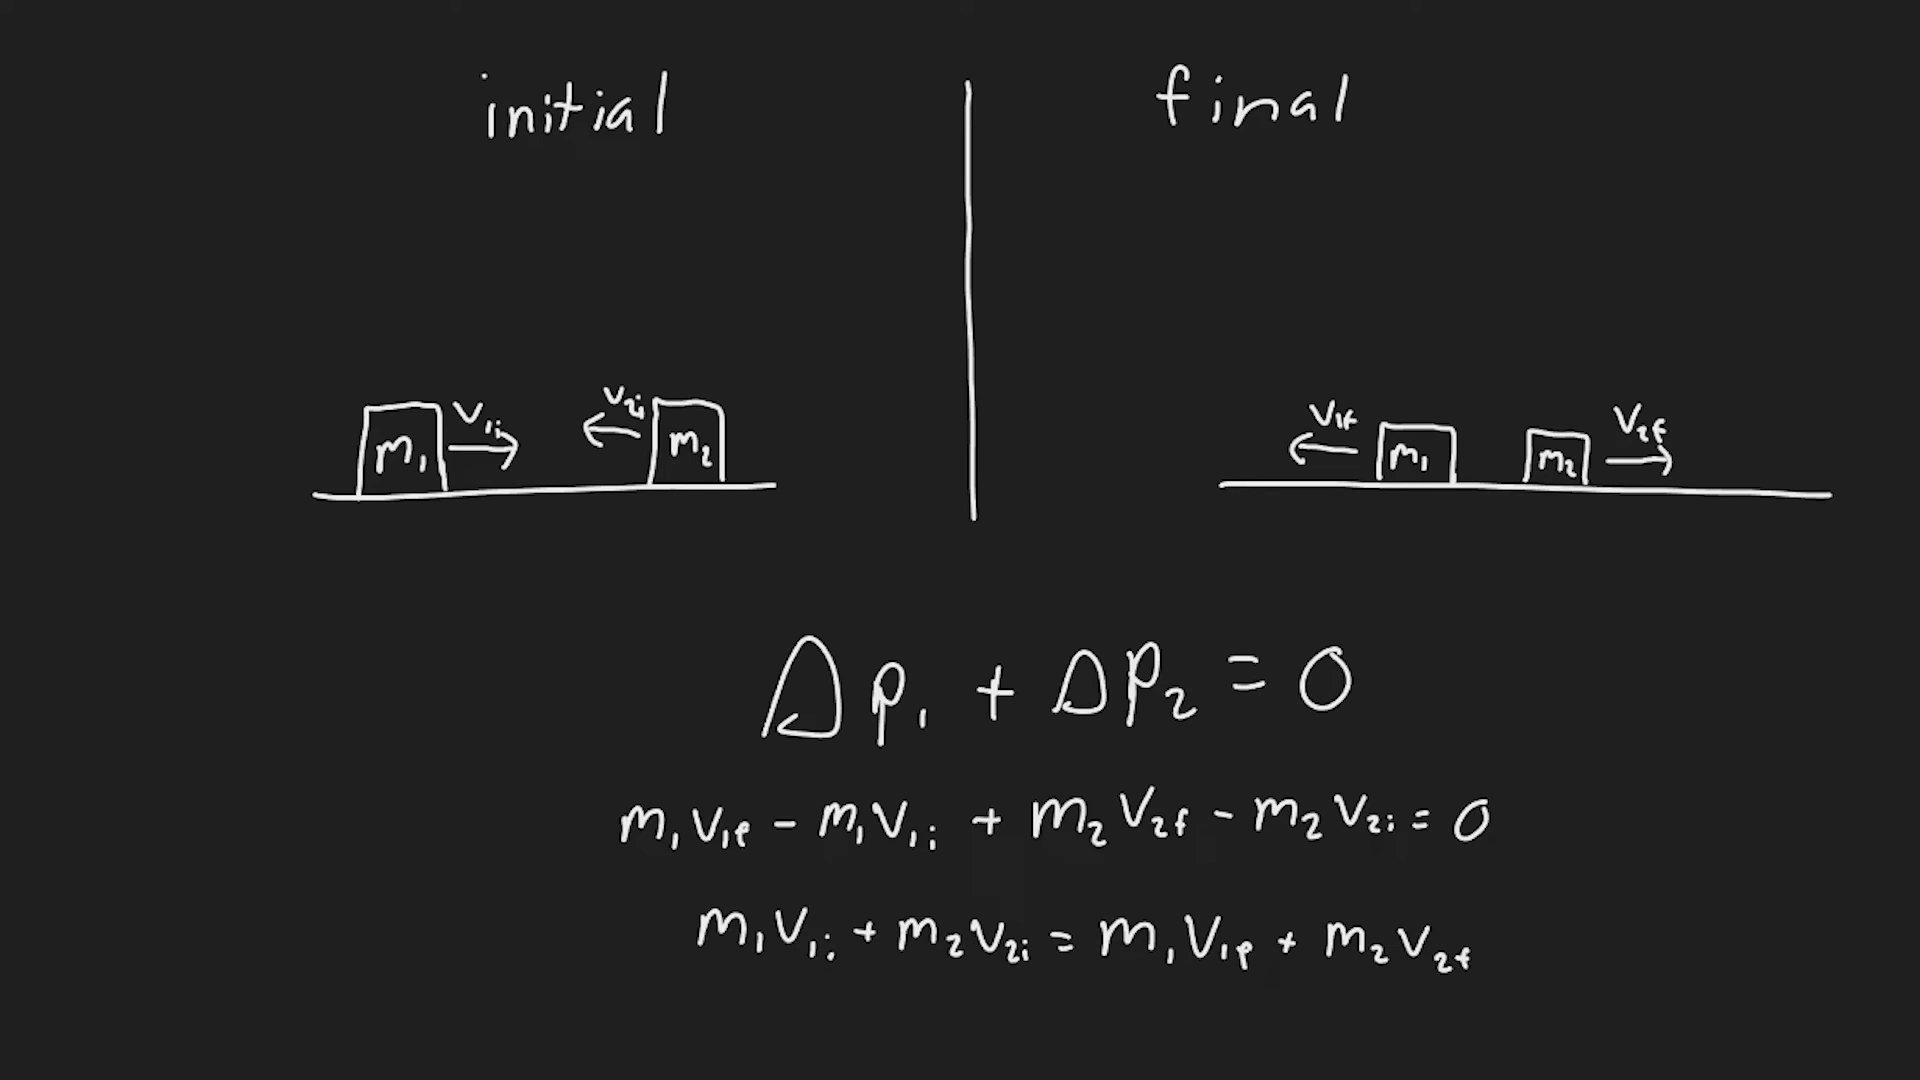 initial
final
m₁ v₁ᵢ v₂ᵢ m₂
v₁f m₁ m₂ v₂f
Δp₁ + Δp₂ = 0
m₁v₁f - m₁v₁ᵢ + m₂v₂f - m₂v₂ᵢ = 0
m₁v₁ᵢ + m₂v₂ᵢ = m₁v₁f + m₂v₂f